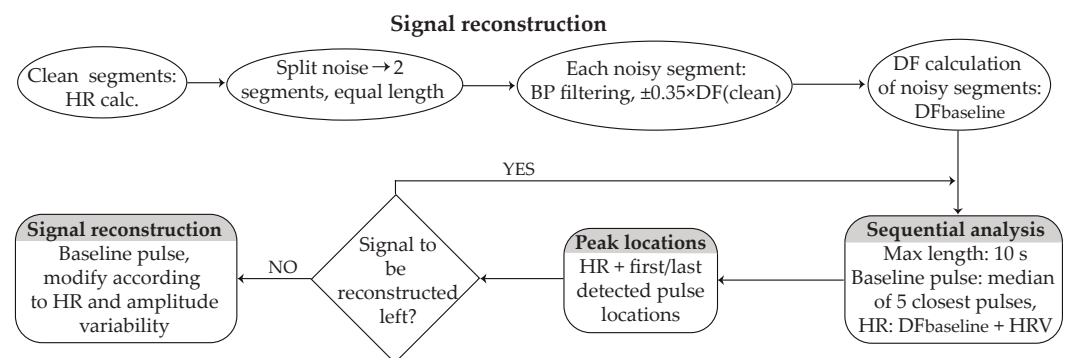 Signal reconstruction
Clean segments:
HR calc.
Split noise → 2
segments, equal length
Each noisy segment:
BP filtering, ±0.35×DF(clean)
DF calculation
of noisy segments:
DFbaseline
YES
Signal reconstruction
Baseline pulse,
modify according
to HR and amplitude
variability
NO
Signal to
be
reconstructed
left?
Peak locations
HR + first/last
detected pulse
locations
Sequential analysis
Max length: 10 s
Baseline pulse: median
of 5 closest pulses,
HR: DFbaseline + HRV